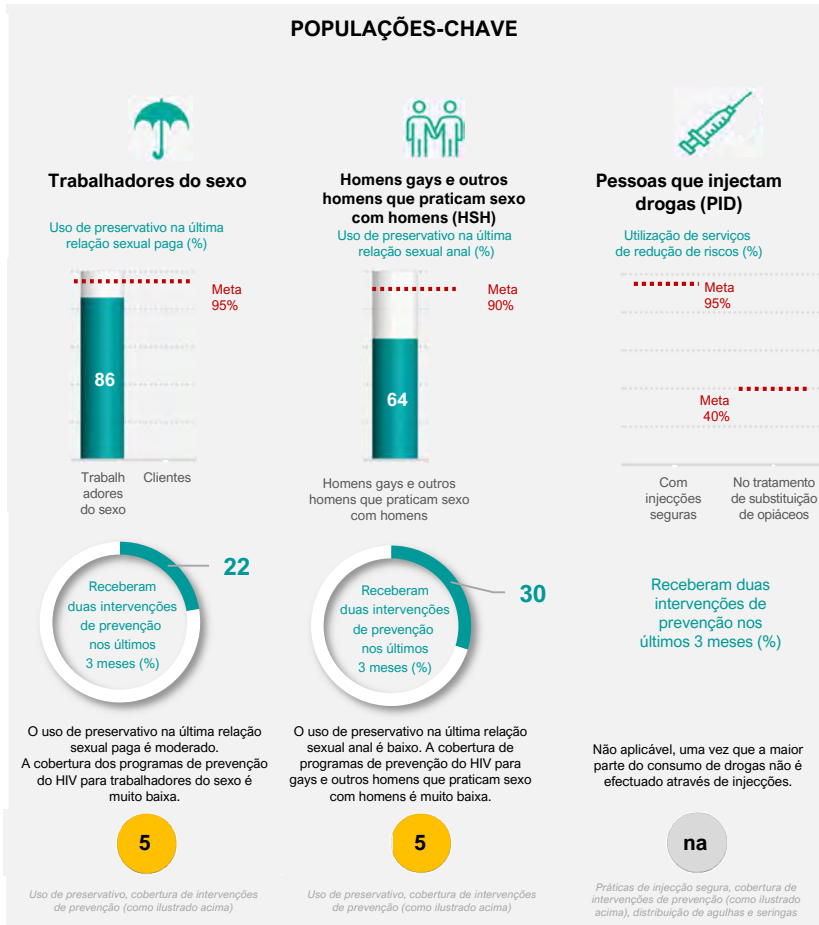 POPULAÇÕES-CHAVE
Trabalhadores do sexo
Uso de preservativo na última
relação sexual paga (%)
Meta
95%
86
Trabalh
adores
do sexo
Clientes
22
Receberam
duas intervenções
de prevenção
nos últimos
3 meses (%)
O uso de preservativo na última relação
sexual paga é moderado.
A cobertura dos programas de prevenção
do HIV para trabalhadores do sexo é
muito baixa.
5
Uso de preservativo, cobertura de intervenções
de prevenção (como ilustrado acima)
Homens gays e outros
homens que praticam sexo
com homens (HSH)
Uso de preservativo na última
relação sexual anal (%)
Meta
90%
64
Homens gays e outros
homens que praticam sexo
com homens
30
Receberam
duas intervenções
de prevenção
nos últimos
3 meses (%)
O uso de preservativo na última relação
sexual anal é baixo. A cobertura de
programas de prevenção do HIV para
gays e outros homens que praticam sexo
com homens é muito baixa.
5
Uso de preservativo, cobertura de intervenções
de prevenção (como ilustrado acima)
Pessoas que injectam
drogas (PID)
Utilização de serviços
de redução de riscos (%)
Meta
95%
Meta
40%
Com
injecções
seguras
No tratamento
de substituição
de opiáceos
Receberam duas
intervenções de
prevenção nos
últimos 3 meses (%)
Não aplicável, uma vez que a maior
parte do consumo de drogas não é
efectuado através de injecções.
na
Práticas de injecção segura, cobertura de
intervenções de prevenção (como ilustrado
acima), distribuição de agulhas e seringas